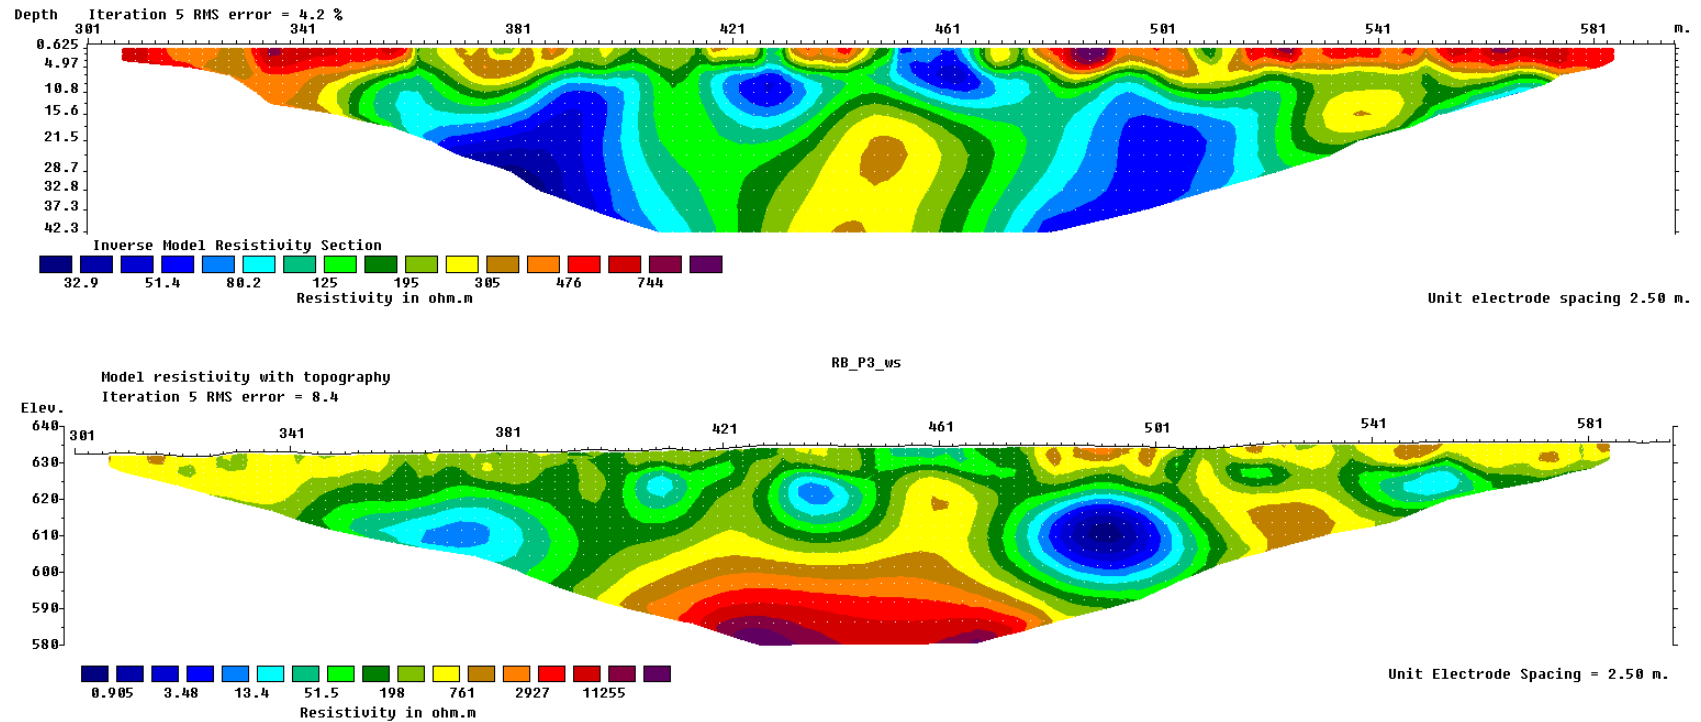 Depth Iteration 5 RMS error = 4.2 %
301 341 381 421 461 501 541 581 m.
0.625
4.97
10.8
15.6
21.5
28.7
32.8
37.3
42.3
Inverse Model Resistivity Section
32.9 51.4 80.2 125 195 305 476 744
Resistivity in ohm.m
Unit electrode spacing 2.50 m.
RB_P3_ws
Model resistivity with topography
Iteration 5 RMS error = 8.4
Elev.
640
301 341 381 421 461 501 541 581
630
620
610
600
590
580
0.905 3.48 13.4 51.5 198 761 2927 11255
Resistivity in ohm.m
Unit Electrode Spacing = 2.50 m.